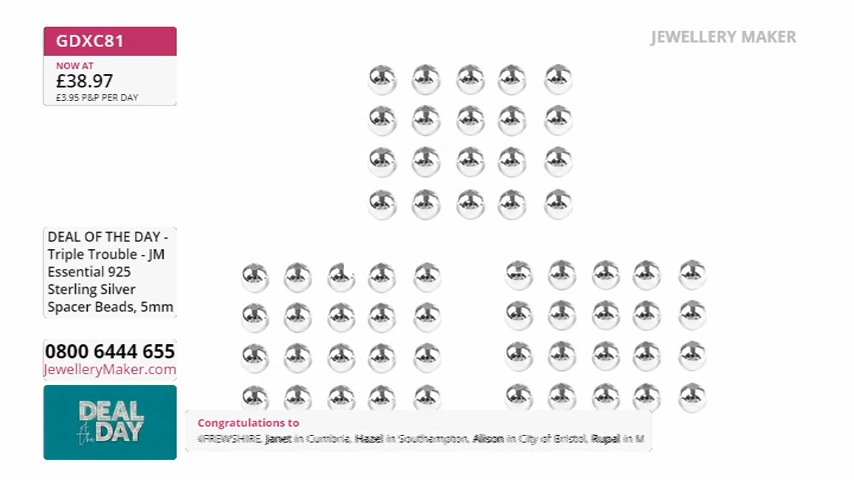 GDXC81
NOW AT
£38.97
£3.95 P&P PER DAY
JEWELLERY MAKER
DEAL OF THE DAY -
Triple Trouble - JM
Essential 925
Sterling Silver
Spacer Beads, 5mm
0800 6444 655
JewelleryMaker.com
DEAL
of the
DAY
Congratulations to
FREWSHIRE, Janet in Cumbria, Hazel in Southampton, Alison in City of Bristol, Rupal in M